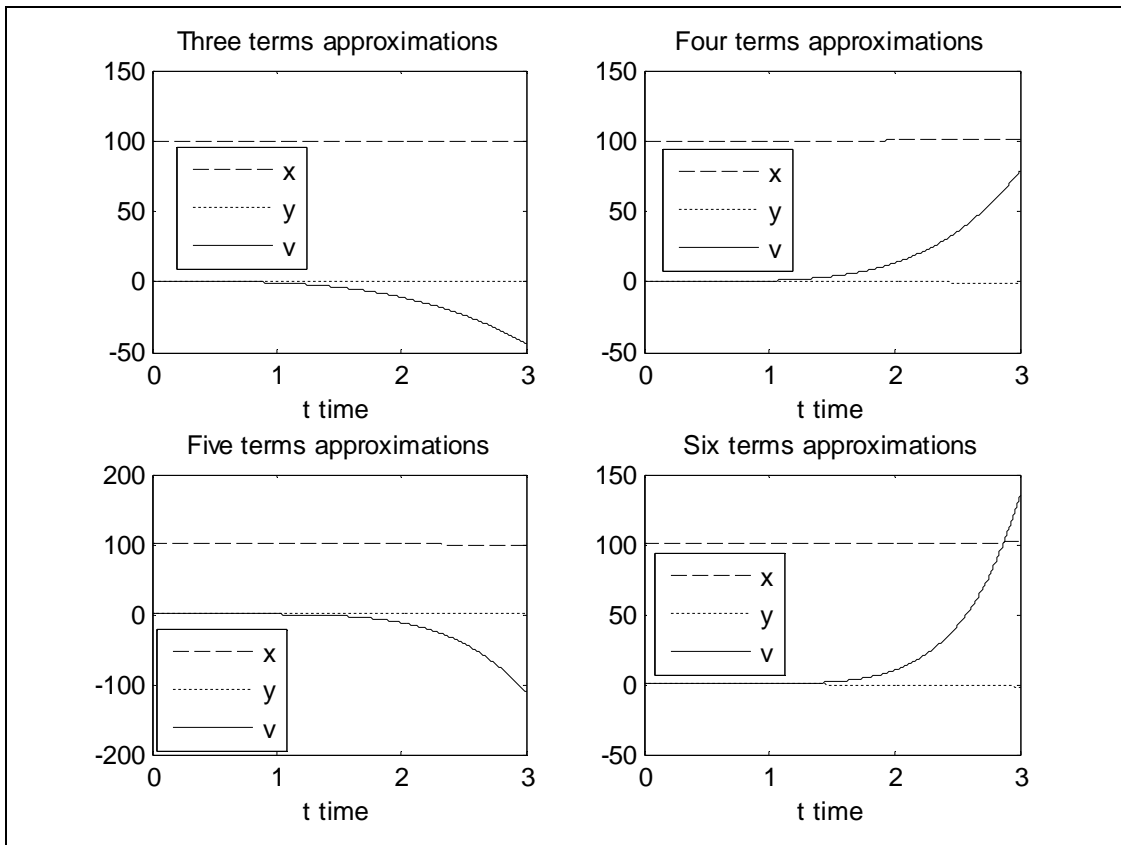 Three terms approximations
150
100
50
0
-50
x
y
v
0
1
2
3
t time
Four terms approximations
150
100
50
0
-50
x
y
v
0
1
2
3
t time
Five terms approximations
200
100
0
-100
-200
x
y
v
0
1
2
3
t time
Six terms approximations
150
100
50
0
-50
x
y
v
0
1
2
3
t time